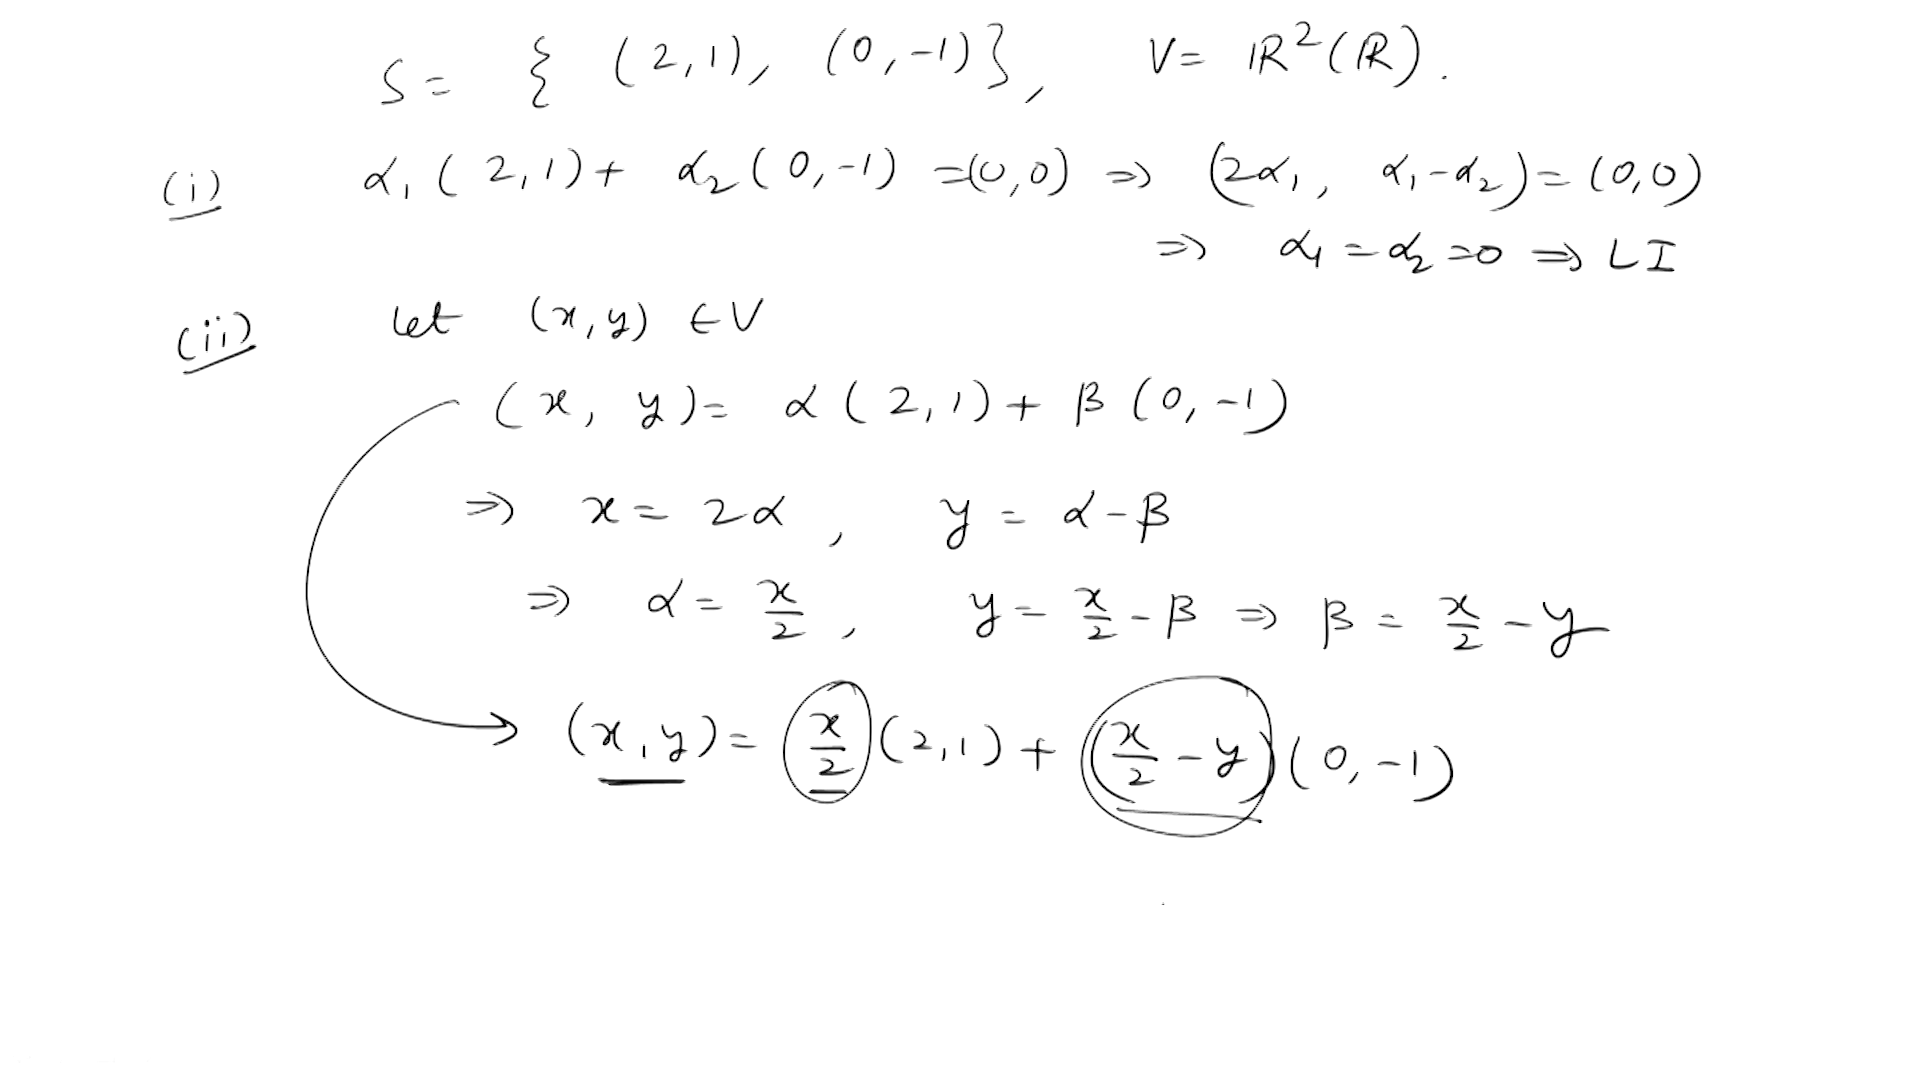 S = { (2,1), (0,-1)}, V = ℝ²(ℝ).
(i) α₁(2,1) + α₂(0,-1) = (0,0) ⇒ (2α₁, α₁-α₂) = (0,0)
⇒ α₁ = α₂ = 0 ⇒ LI
(ii) let (x,y) ∈ V
(x, y) = α(2,1) + β(0,-1)
⇒ x = 2α, y = α-β
⇒ α = x/2, y = x/2 - β ⇒ β = x/2 - y
(x,y) = x/2 (2,1) + (x/2 - y)(0,-1)